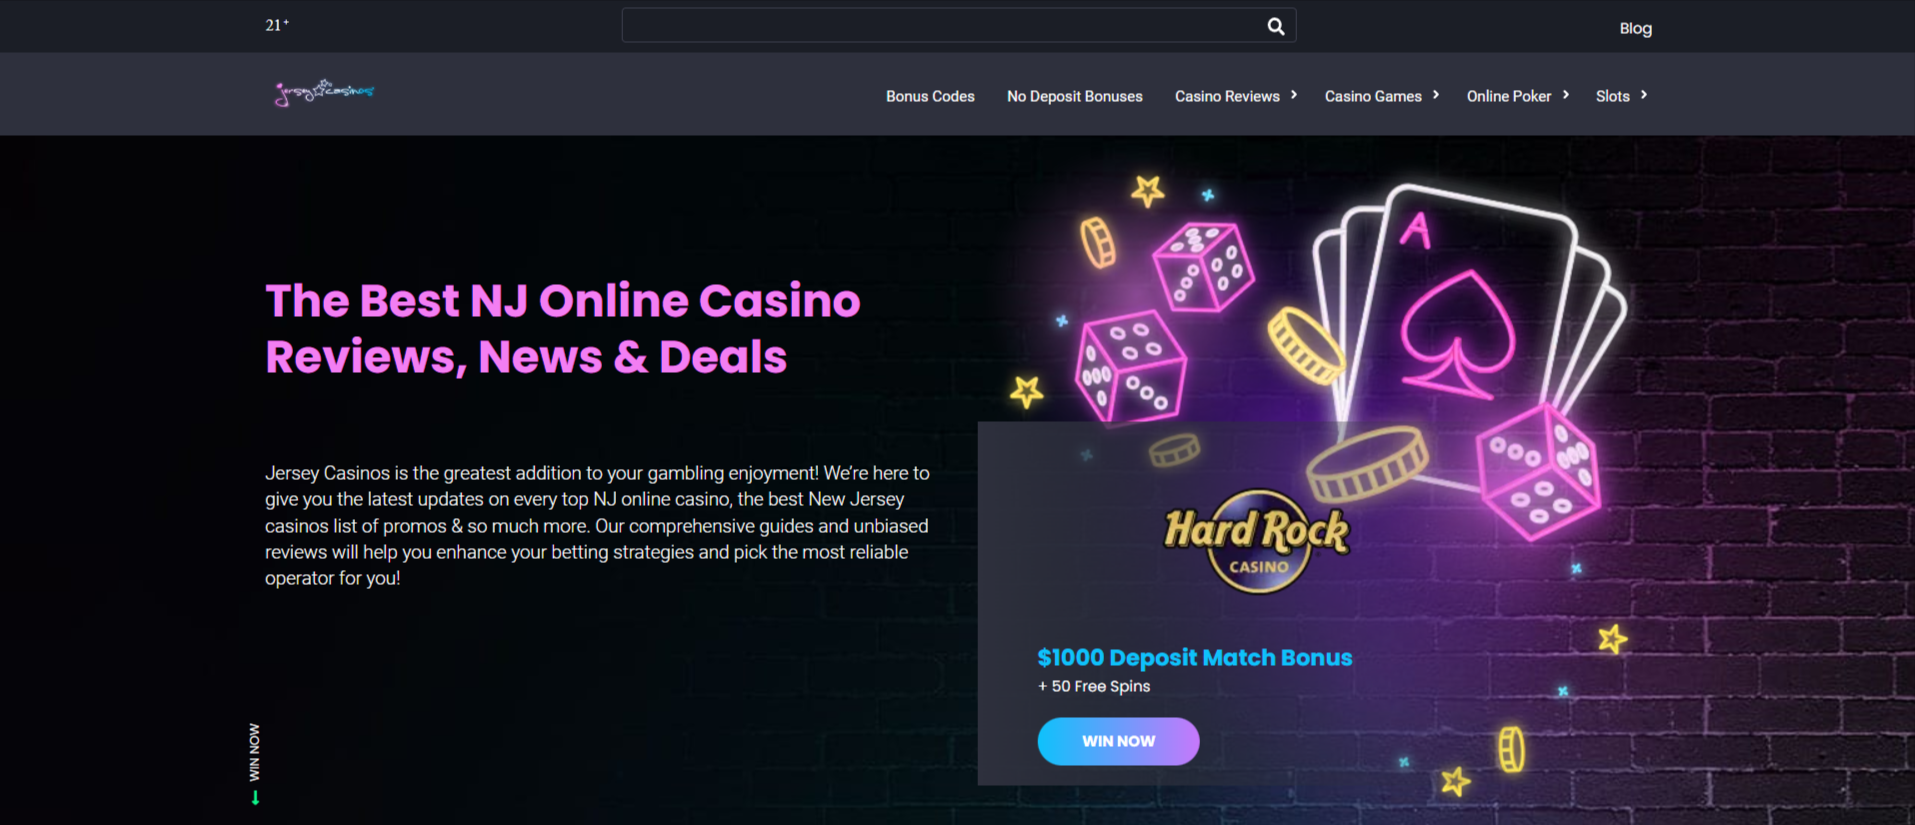 21+
Blog
jersey casinos
Bonus Codes
No Deposit Bonuses
Casino Reviews
Casino Games
Online Poker
Slots
The Best NJ Online Casino
Reviews, News & Deals
Jersey Casinos is the greatest addition to your gambling enjoyment! We’re here to
give you the latest updates on every top NJ online casino, the best New Jersey
casinos list of promos & so much more. Our comprehensive guides and unbiased
reviews will help you enhance your betting strategies and pick the most reliable
operator for you!
A
Hard Rock
CASINO
$1000 Deposit Match Bonus
+ 50 Free Spins
WIN NOW
WIN NOW